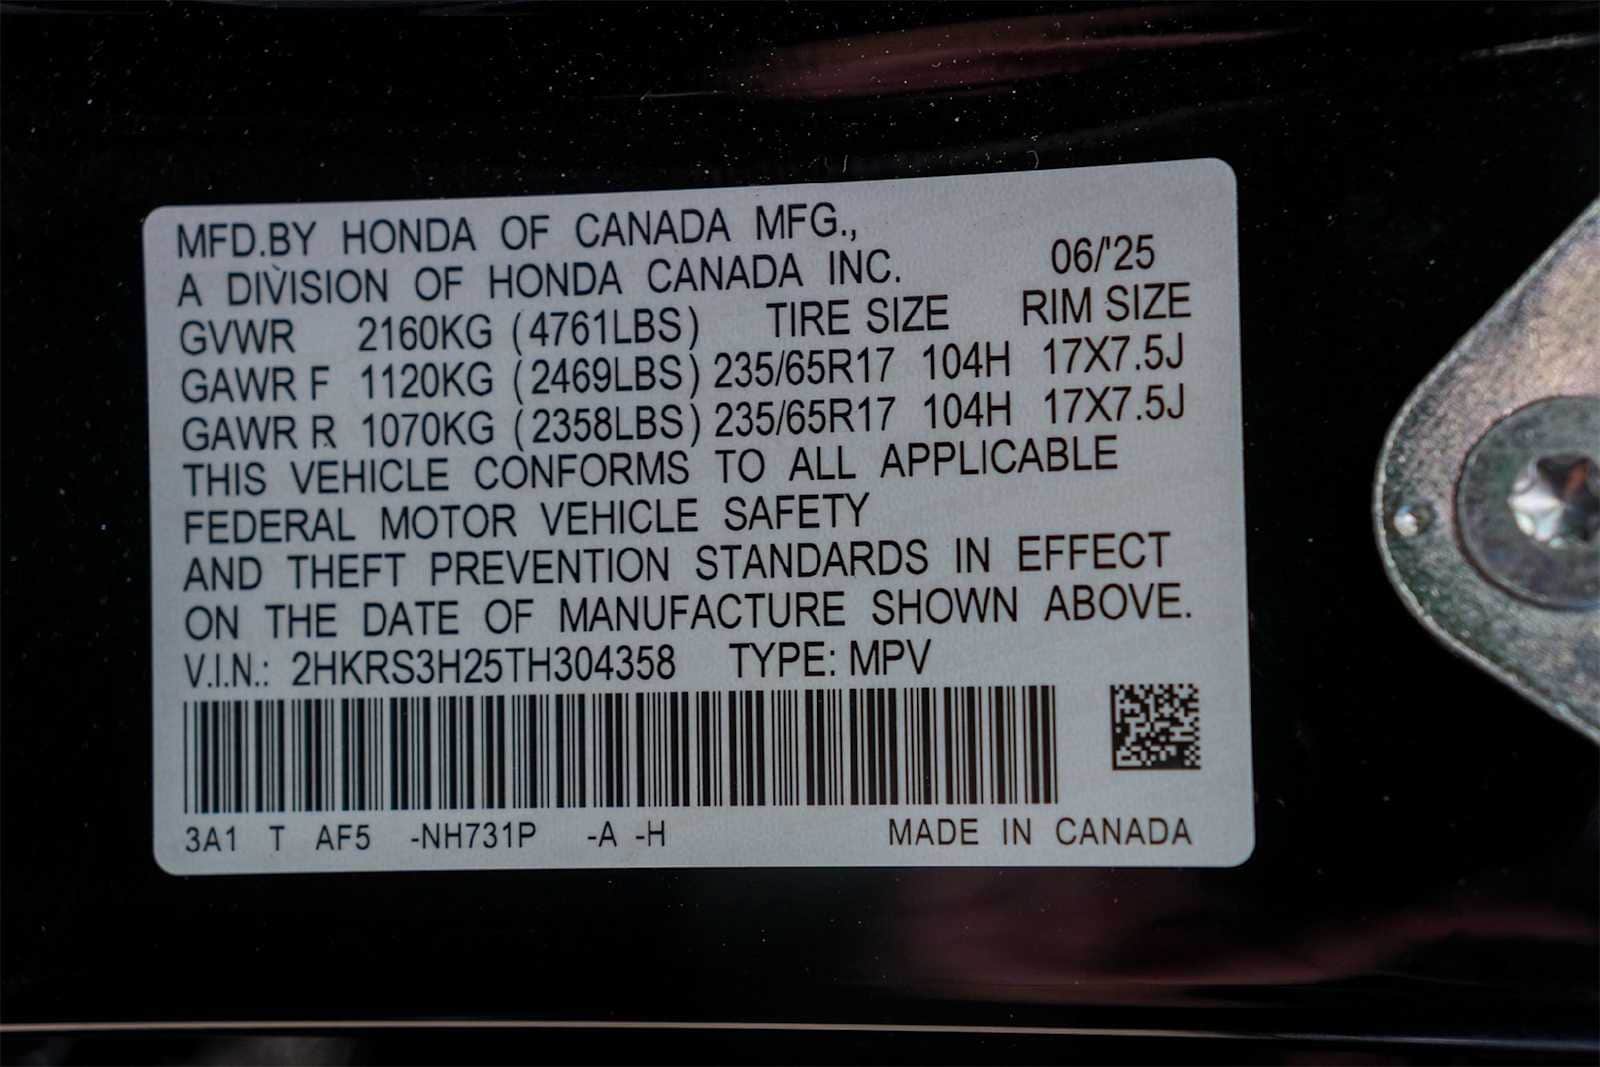 MFD.BY HONDA OF CANADA MFG.,
A DIVISION OF HONDA CANADA INC. 06/'25
GVWR 2160KG (4761LBS) TIRE SIZE RIM SIZE
GAWR F 1120KG (2469LBS) 235/65R17 104H 17X7.5J
GAWR R 1070KG (2358LBS) 235/65R17 104H 17X7.5J
THIS VEHICLE CONFORMS TO ALL APPLICABLE
FEDERAL MOTOR VEHICLE SAFETY
AND THEFT PREVENTION STANDARDS IN EFFECT
ON THE DATE OF MANUFACTURE SHOWN ABOVE.
V.I.N.: 2HKRS3H25TH304358 TYPE: MPV
3A1 T AF5 -NH731P -A -H MADE IN CANADA